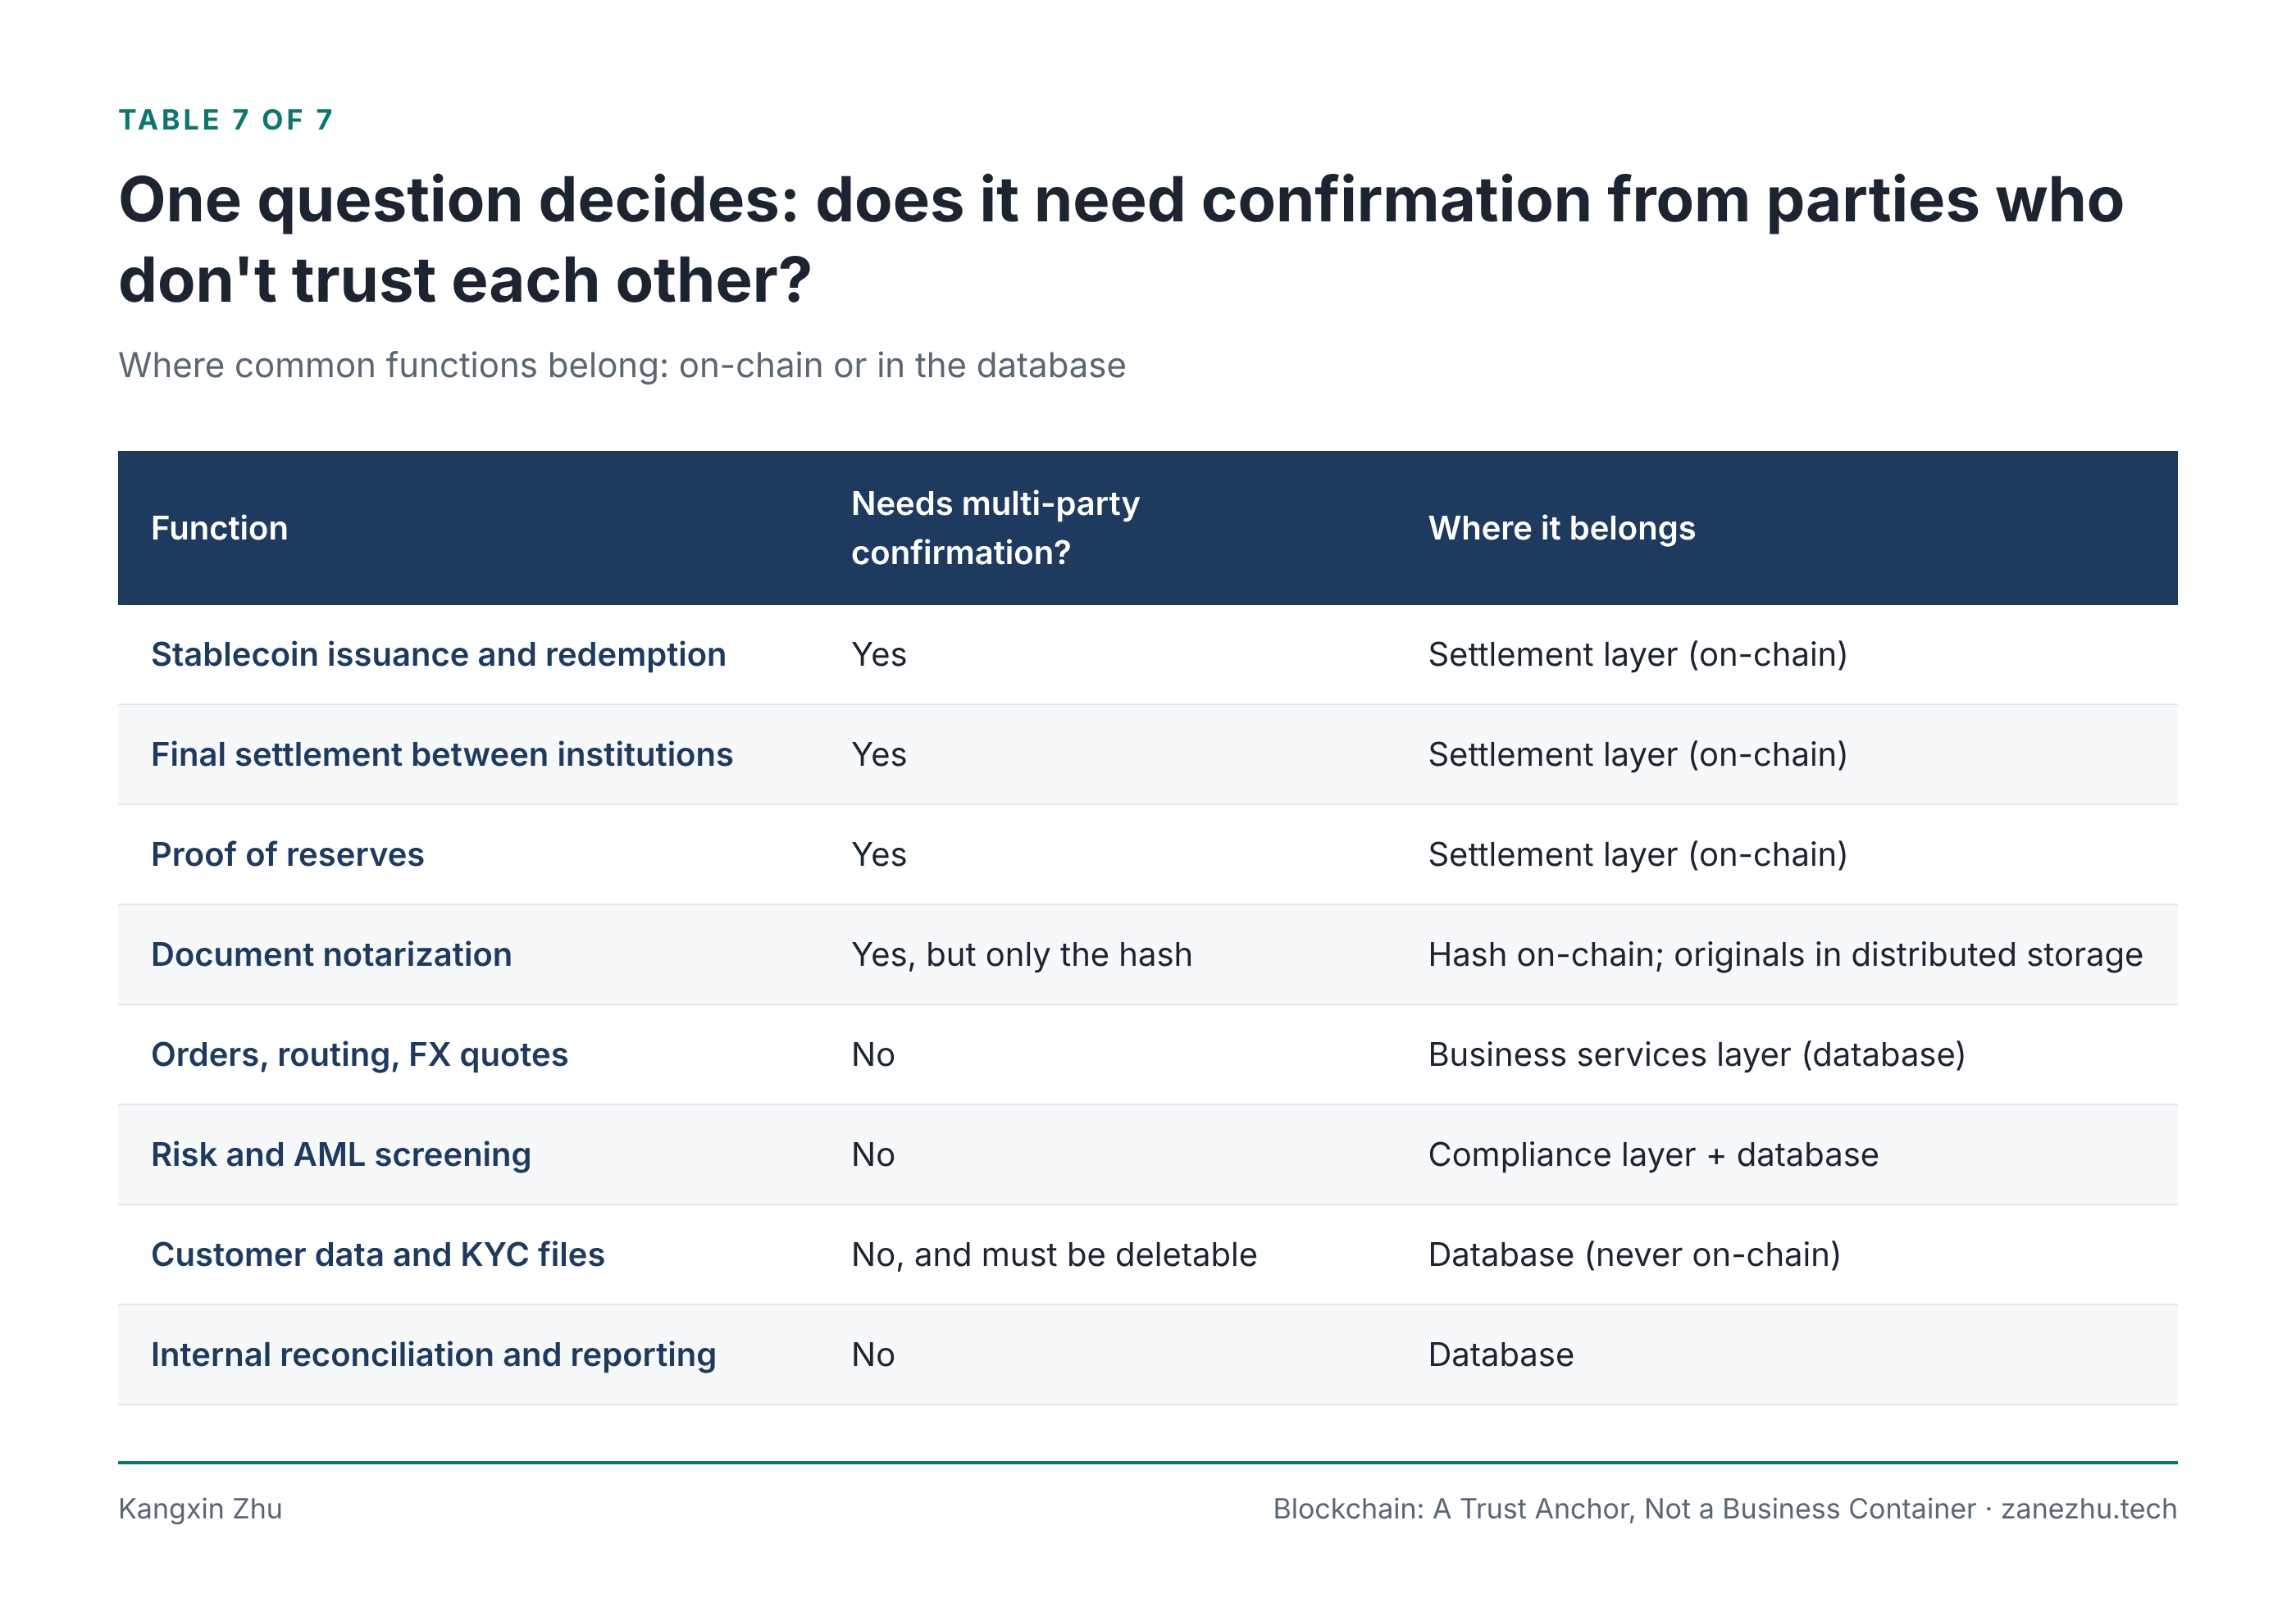 TABLE 7 OF 7
One question decides: does it need confirmation from parties who
don't trust each other?
Where common functions belong: on-chain or in the database
Function
Needs multi-party
confirmation?
Where it belongs
Stablecoin issuance and redemption
Yes
Settlement layer (on-chain)
Final settlement between institutions
Yes
Settlement layer (on-chain)
Proof of reserves
Yes
Settlement layer (on-chain)
Document notarization
Yes, but only the hash
Hash on-chain; originals in distributed storage
Orders, routing, FX quotes
No
Business services layer (database)
Risk and AML screening
No
Compliance layer + database
Customer data and KYC files
No, and must be deletable
Database (never on-chain)
Internal reconciliation and reporting
No
Database
Kangxin Zhu
Blockchain: A Trust Anchor, Not a Business Container · zanezhu.tech